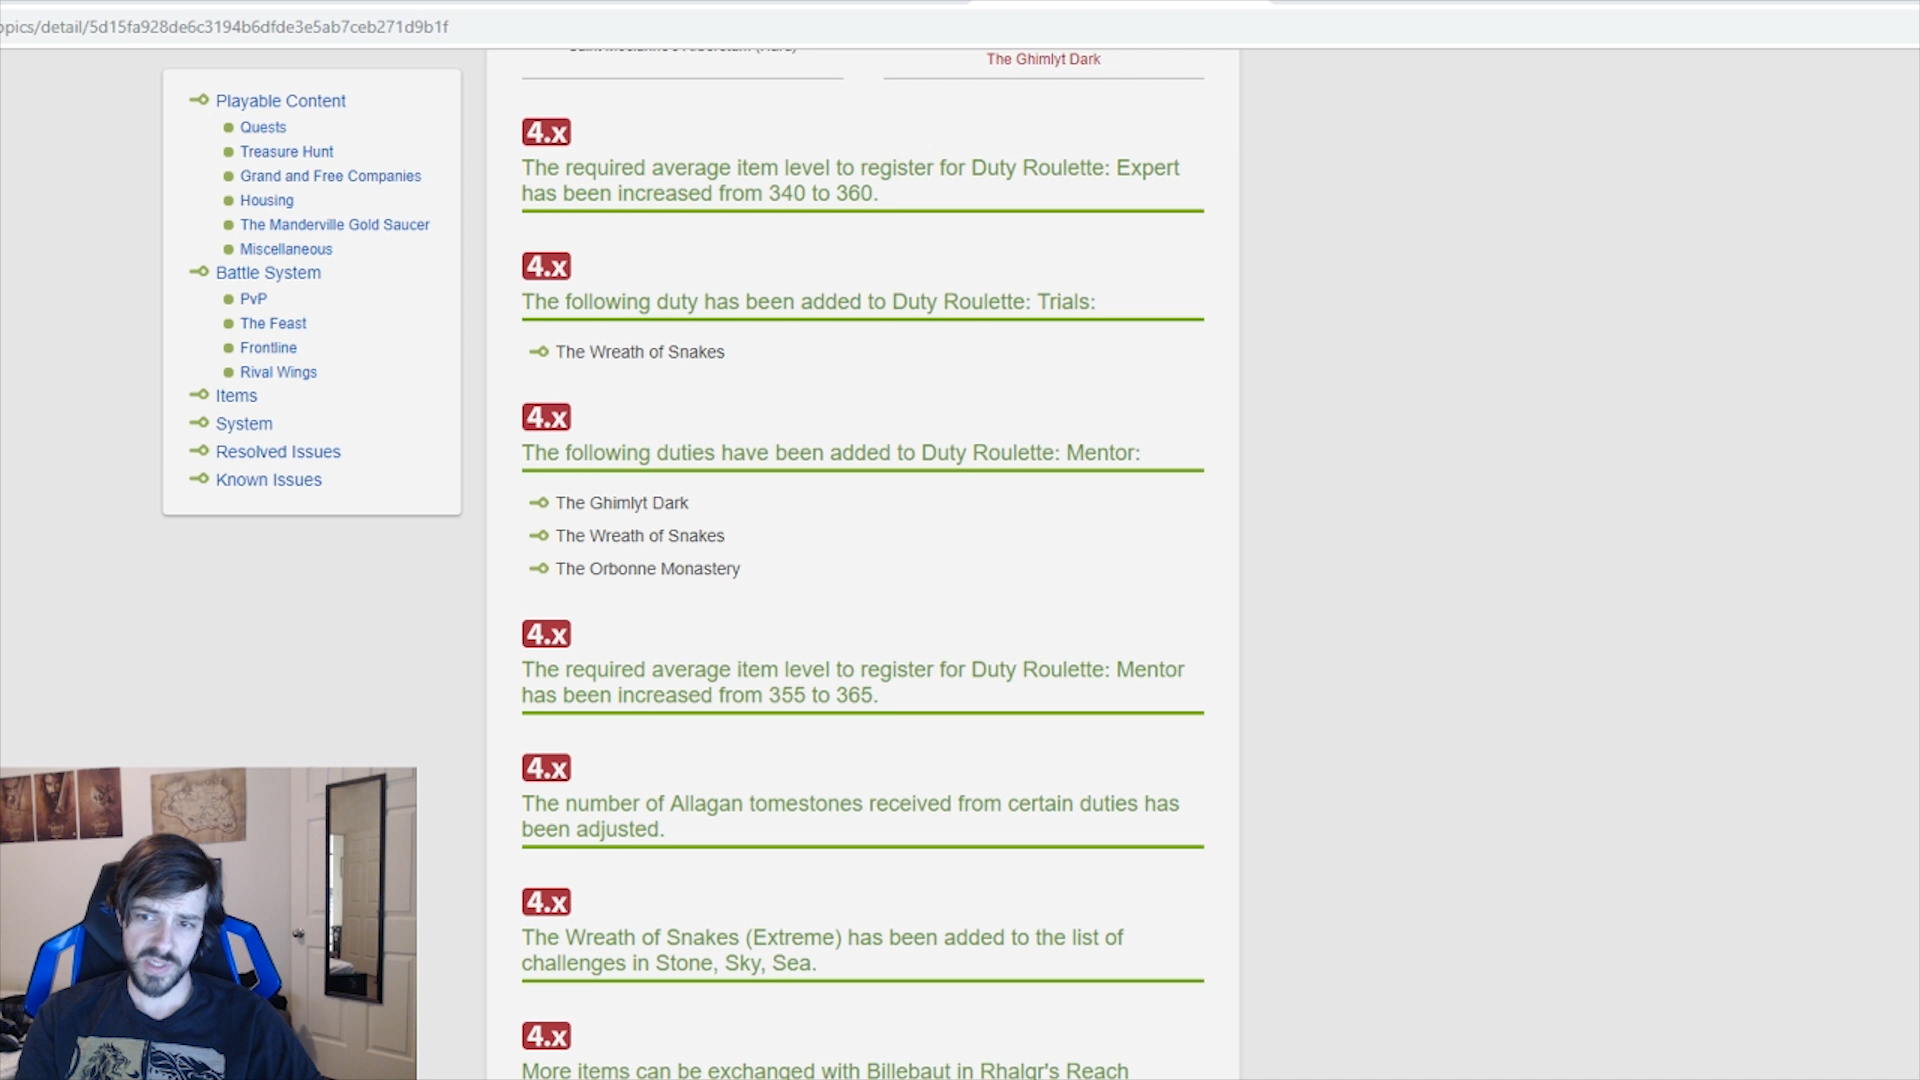 opics/detail/5d15fa928de6c3194b6dfde3e5ab7ceb271d9b1f
Playable Content
Quests
Treasure Hunt
Grand and Free Companies
Housing
The Manderville Gold Saucer
Miscellaneous
Battle System
PvP
The Feast
Frontline
Rival Wings
Items
System
Resolved Issues
Known Issues
The Ghimlyt Dark
4.x
The required average item level to register for Duty Roulette: Expert
has been increased from 340 to 360.
4.x
The following duty has been added to Duty Roulette: Trials:
The Wreath of Snakes
4.x
The following duties have been added to Duty Roulette: Mentor:
The Ghimlyt Dark
The Wreath of Snakes
The Orbonne Monastery
4.x
The required average item level to register for Duty Roulette: Mentor
has been increased from 355 to 365.
4.x
The number of Allagan tomestones received from certain duties has
been adjusted.
4.x
The Wreath of Snakes (Extreme) has been added to the list of
challenges in Stone, Sky, Sea.
4.x
More items can be exchanged with Billebaut in Rhalgr's Reach